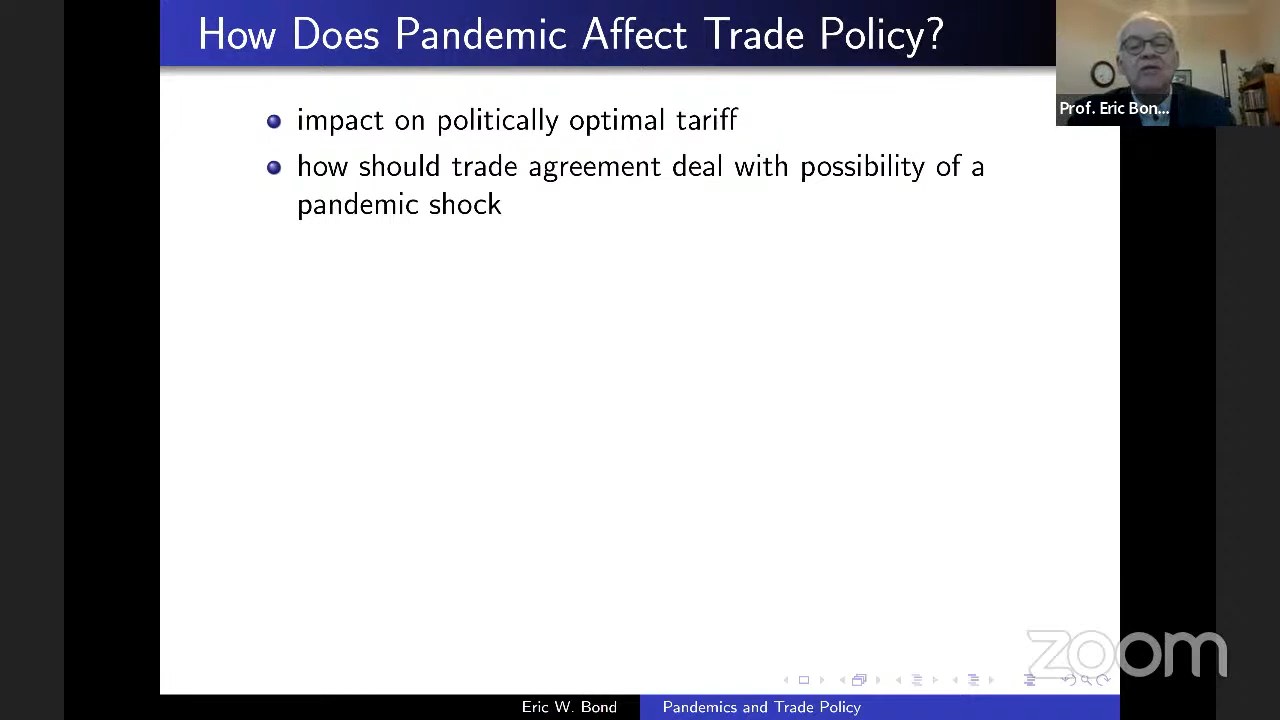 How Does Pandemic Affect Trade Policy?
Prof. Eric Bon...
impact on politically optimal tariff
how should trade agreement deal with possibility of a
pandemic shock
zoom
Eric W. Bond
Pandemics and Trade Policy